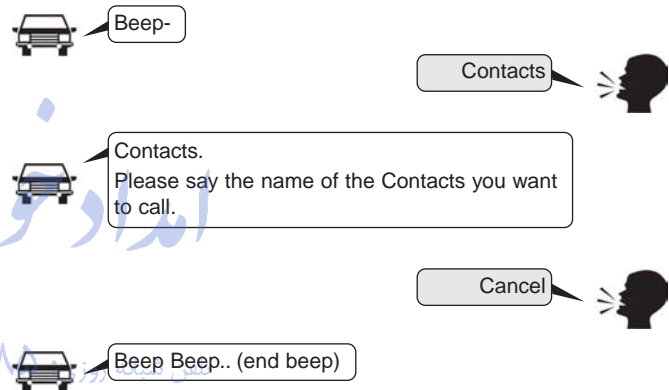 Beep-
Contacts
Contacts.
Please say the name of the Contacts you want
to call.
Cancel
Beep Beep.. (end beep)